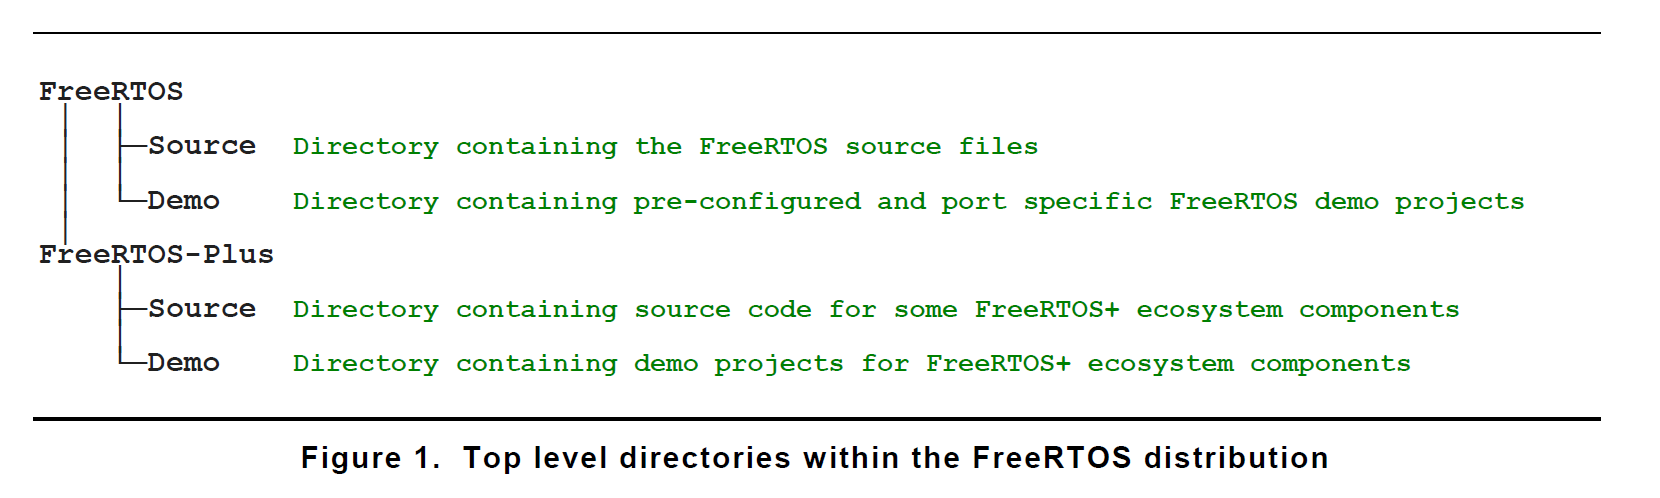 FreeRTOS
Source Directory containing the FreeRTOS source files
Demo Directory containing pre-configured and port specific FreeRTOS demo projects
FreeRTOS-Plus
Source Directory containing source code for some FreeRTOS+ ecosystem components
Demo Directory containing demo projects for FreeRTOS+ ecosystem components
Figure 1. Top level directories within the FreeRTOS distribution